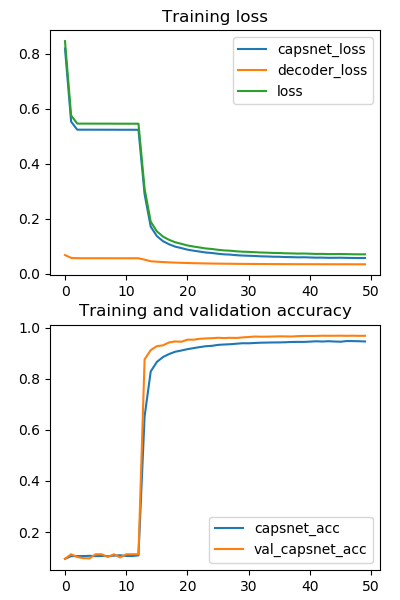 Training loss
0.8
0.6
0.4
0.2
0.0
capsnet_loss
decoder_loss
loss
0 10 20 30 40 50
Training and validation accuracy
1.0
0.8
0.6
0.4
0.2
capsnet_acc
val_capsnet_acc
0 10 20 30 40 50